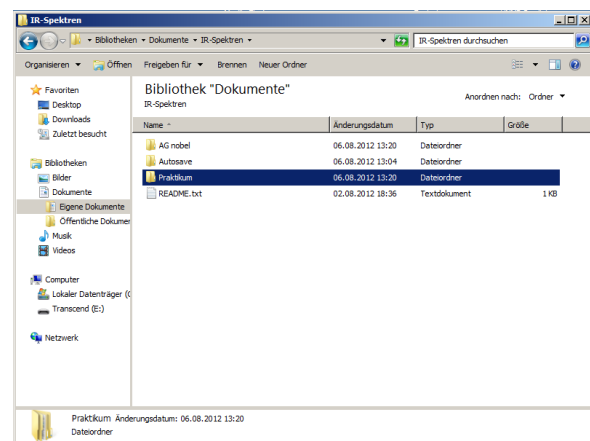 IR-Spektren
Bibliotheken Dokumente IR-Spektren
IR-Spektren durchsuchen
Organisieren Öffnen Freigeben für Brennen Neuer Ordner
Favoriten
Desktop
Downloads
Zuletzt besucht
Bibliotheken
Bilder
Dokumente
Eigene Dokumente
Öffentliche Dokumer
Musik
Videos
Computer
Lokaler Datenträger (C
Transcend (E:)
Netzwerk
Bibliothek "Dokumente"
IR-Spektren
Anordnen nach: Ordner
Name Änderungsdatum Typ Größe
AG nobel 06.08.2012 13:20 Dateiordner
Autosave 06.08.2012 13:04 Dateiordner
Praktikum 06.08.2012 13:20 Dateiordner
README.txt 02.08.2012 18:36 Textdokument 1 KB
Praktikum Änderungsdatum: 06.08.2012 13:20
Dateiordner